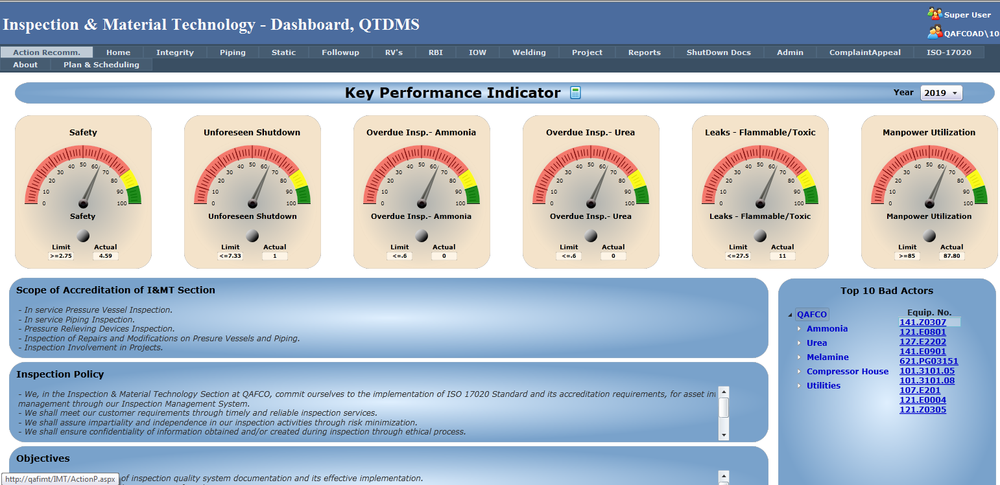 Inspection & Material Technology - Dashboard, QTDMS
Super User
QAFCOAD\10
Action Recomm. Home Integrity Piping Static Followup RV's RBI IOW Welding Project Reports ShutDown Docs Admin ComplaintAppeal ISO-17020
About Plan & Scheduling
Key Performance Indicator
Year 2019
Safety
0 10 20 30 40 50 60 70 80 90 100
Safety
Limit Actual
>=2.75 4.59
Unforeseen Shutdown
0 10 20 30 40 50 60 70 80 90 100
Unforeseen Shutdown
Limit Actual
<=7.33 1
Overdue Insp.- Ammonia
0 10 20 30 40 50 60 70 80 90 100
Overdue Insp.- Ammonia
Limit Actual
<=.6 0
Overdue Insp.- Urea
0 10 20 30 40 50 60 70 80 90 100
Overdue Insp.- Urea
Limit Actual
<=.6 0
Leaks - Flammable/Toxic
0 10 20 30 40 50 60 70 80 90 100
Leaks - Flammable/Toxic
Limit Actual
<=27.5 11
Manpower Utilization
0 10 20 30 40 50 60 70 80 90 100
Manpower Utilization
Limit Actual
>=85 87.80
Scope of Accreditation of I&MT Section
- In service Pressure Vessel Inspection.
- In service Piping Inspection.
- Pressure Relieving Devices Inspection.
- Inspection of Repairs and Modifications on Presure Vessels and Piping.
- Inspection Involvement in Projects.
Inspection Policy
- We, in the Inspection & Material Technology Section at QAFCO, commit ourselves to the implementation of ISO 17020 Standard and its accreditation requirements, for asset
management through our Inspection Management System.
- We shall meet our customer requirements through timely and reliable inspection services.
- We shall assure impartiality and independence in our inspection activities through risk minimization.
- We shall ensure confidentiality of information obtained and/or created during inspection through ethical process.
Objectives
of inspection quality system documentation and its effective implementation.
http://qafimt/IMT/ActionP.aspx
Top 10 Bad Actors
QAFCO
Ammonia
Urea
Melamine
Compressor House
Utilities
Equip. No.
141.Z0307
121.E0801
127.E2202
141.E0901
621.PG03151
101.3101.05
101.3101.08
107.E201
121.E0004
121.Z0305